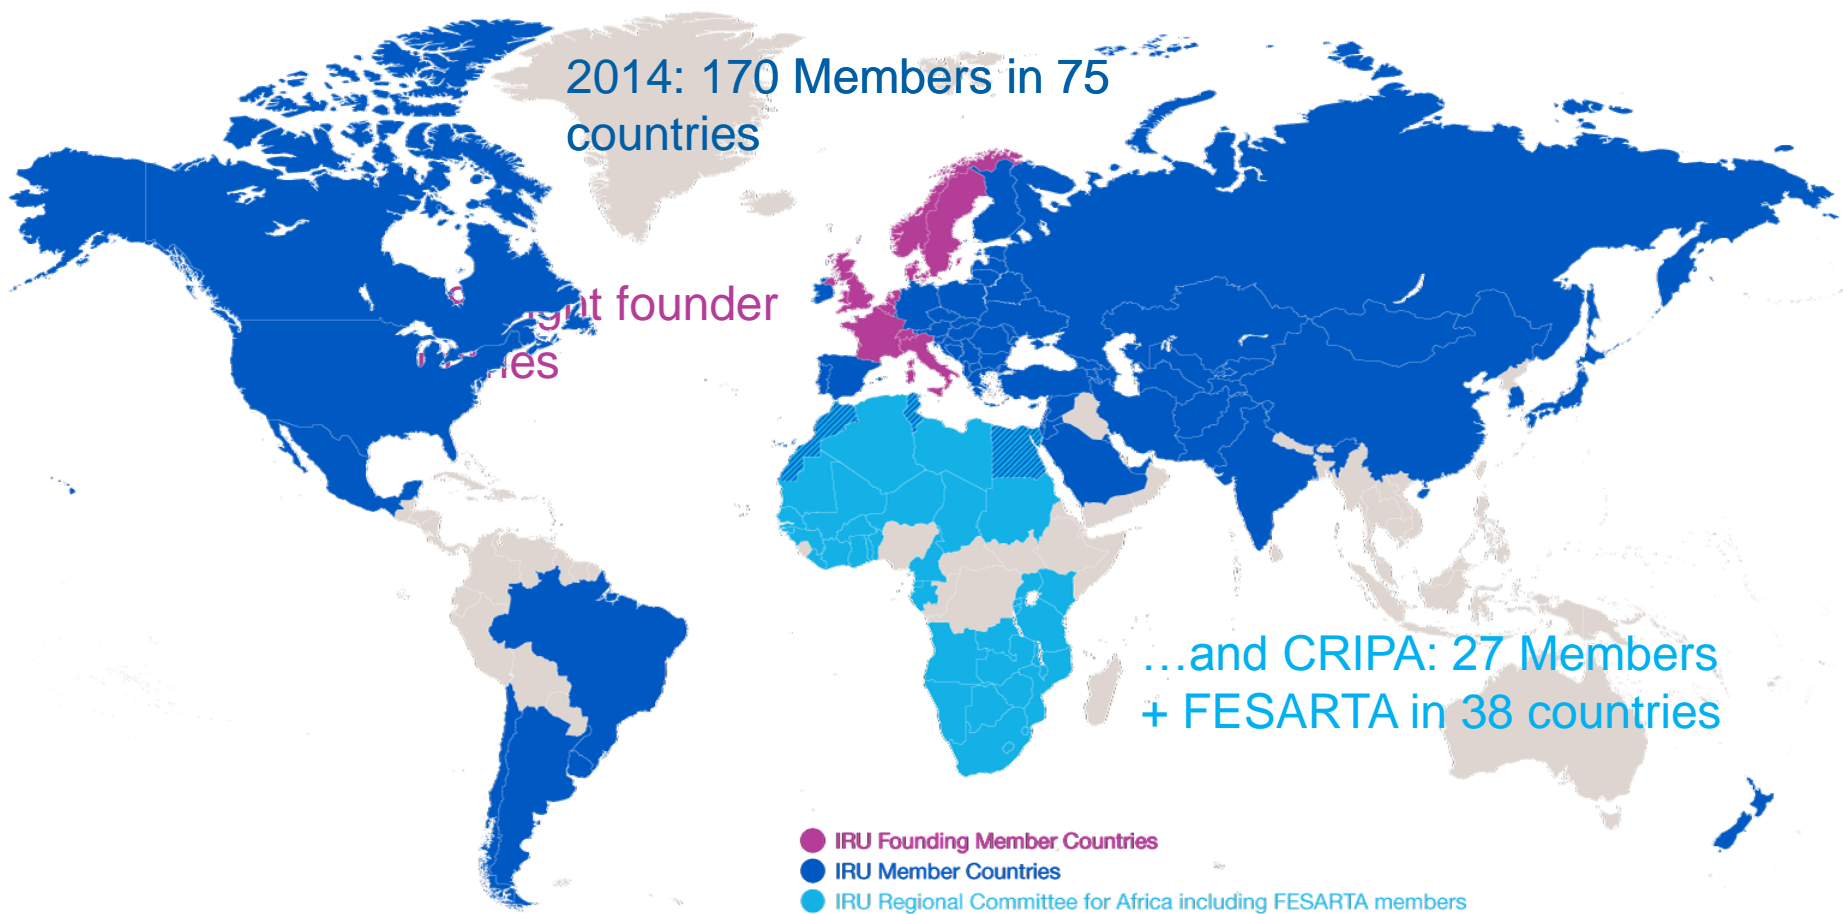 2014: 170 Members in 75
countries
founder
…and CRIPA: 27 Members
+ FESARTA in 38 countries
IRU Founding Member Countries
IRU Member Countries
IRU Regional Committee for Africa including FESARTA members